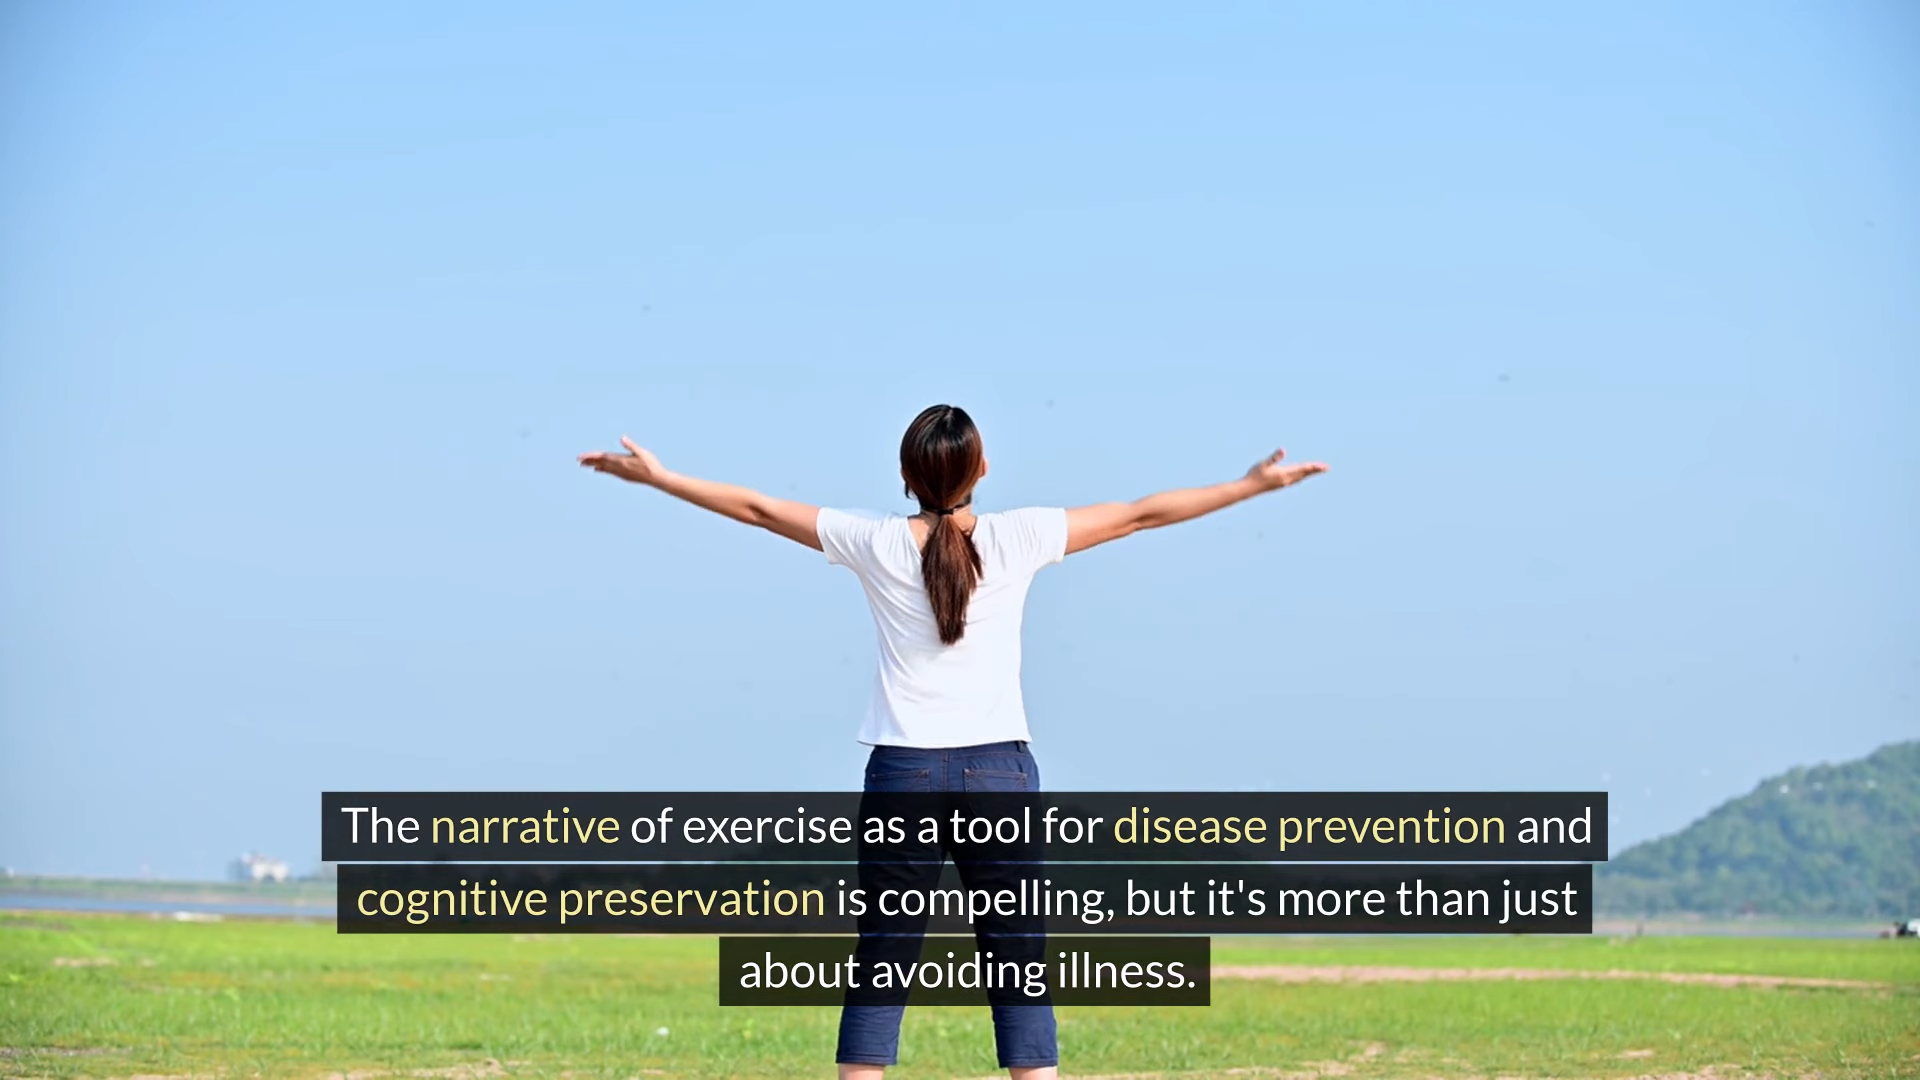 The narrative of exercise as a tool for disease prevention and
cognitive preservation is compelling, but it's more than just
about avoiding illness.